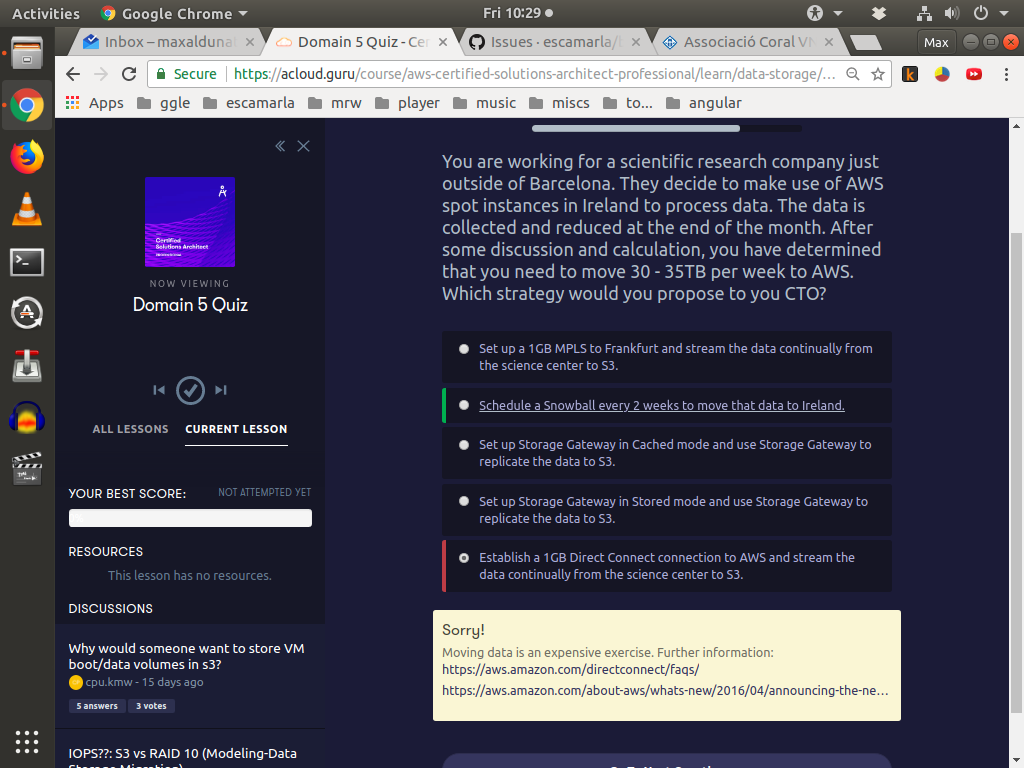 Activities
Google Chrome
Fri 10:29
Inbox – maxalduna
Domain 5 Quiz - Ce
Issues · escamarla/
Associació Coral V
Max
Secure
https://acloud.guru/course/aws-certified-solutions-architect-professional/learn/data-storage/...
Apps
ggle
escamarla
mrw
player
music
miscs
to...
angular
Certified
Solutions Architect
NOW VIEWING
Domain 5 Quiz
ALL LESSONS
CURRENT LESSON
YOUR BEST SCORE:
NOT ATTEMPTED YET
RESOURCES
This lesson has no resources.
DISCUSSIONS
Why would someone want to store VM
boot/data volumes in s3?
cpu.kmw - 15 days ago
5 answers
3 votes
IOPS??: S3 vs RAID 10 (Modeling-Data
Storage Migration)
You are working for a scientific research company just
outside of Barcelona. They decide to make use of AWS
spot instances in Ireland to process data. The data is
collected and reduced at the end of the month. After
some discussion and calculation, you have determined
that you need to move 30 - 35TB per week to AWS.
Which strategy would you propose to you CTO?
Set up a 1GB MPLS to Frankfurt and stream the data continually from
the science center to S3.
Schedule a Snowball every 2 weeks to move that data to Ireland.
Set up Storage Gateway in Cached mode and use Storage Gateway to
replicate the data to S3.
Set up Storage Gateway in Stored mode and use Storage Gateway to
replicate the data to S3.
Establish a 1GB Direct Connect connection to AWS and stream the
data continually from the science center to S3.
Sorry!
Moving data is an expensive exercise. Further information:
https://aws.amazon.com/directconnect/faqs/
https://aws.amazon.com/about-aws/whats-new/2016/04/announcing-the-ne...